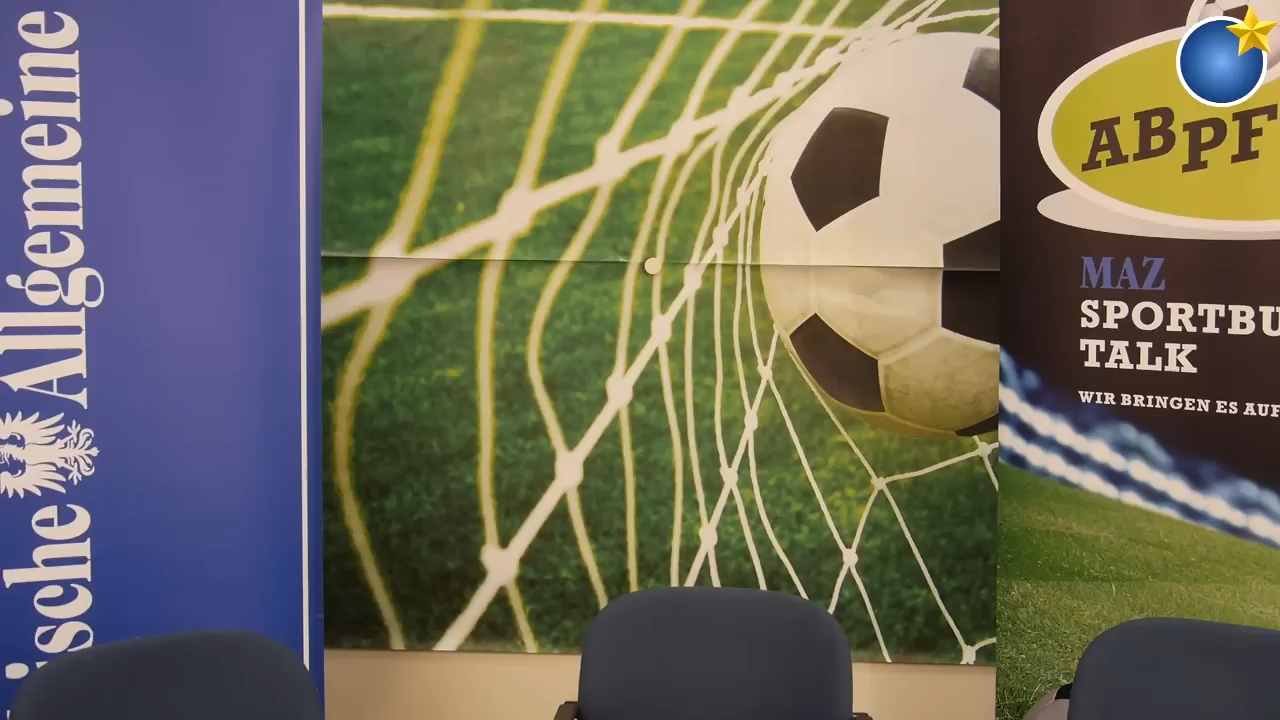 ische Allgemeine
ABPF
MAZ
SPORTBU
TALK
WIR BRINGEN ES AUF